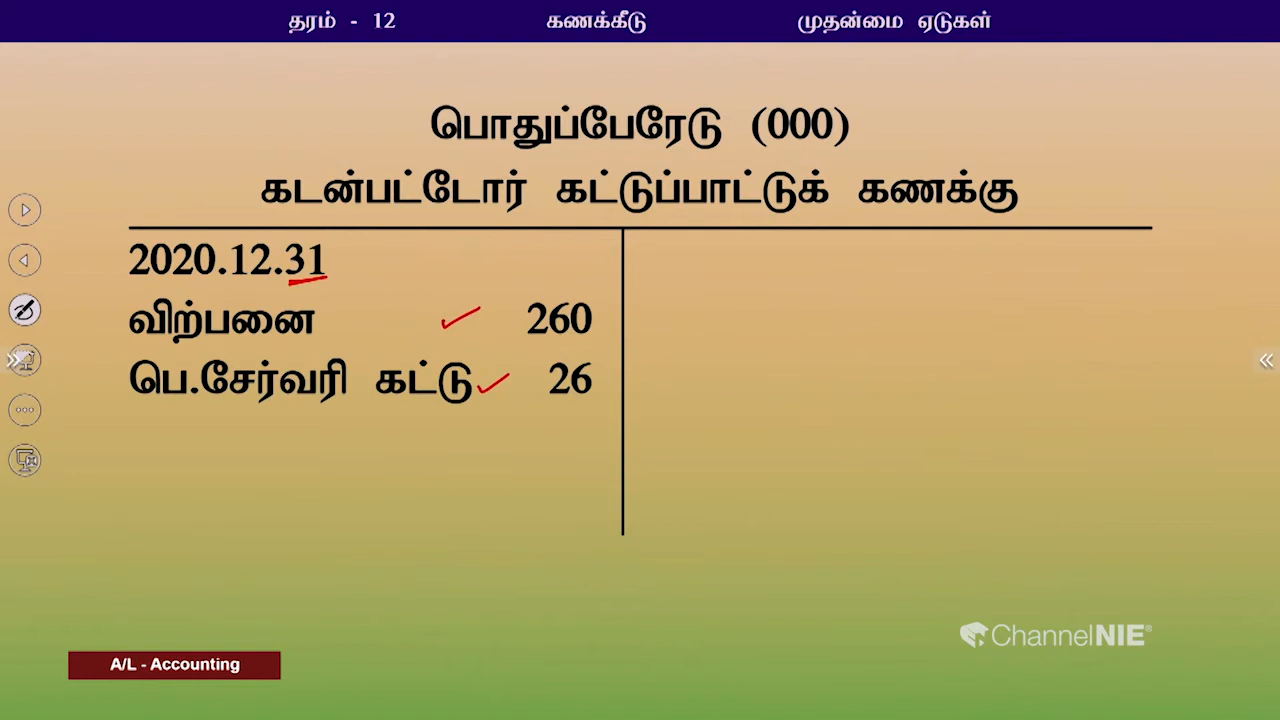 தரம் - 12 கணக்கீடு முதன்மை ஏடுகள்
பொதுப்பேரேடு (000)
கடன்பட்டோர் கட்டுப்பாட்டுக் கணக்கு
2020.12.31
விற்பனை 260
பெ.சேர்வரி கட்டு 26
ChannelNIE®
A/L - Accounting